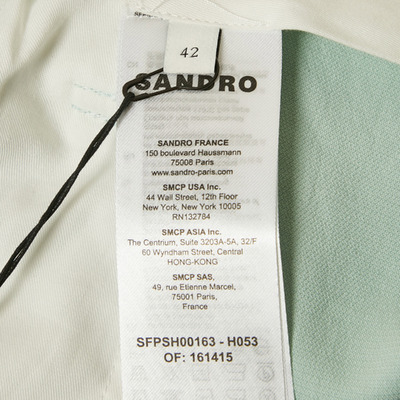 42
SANDRO
SANDRO FRANCE
150 boulevard Haussmann
75008 Paris
www.sandro-paris.com
SMCP USA Inc.
44 Wall Street, 12th Floor
New York, New York 10005
RN132784
SMCP ASIA Inc.
The Centrium, Suite 3203A-5A, 32/F
60 Wyndham Street, Central
HONG-KONG
SMCP SAS,
49, rue Etienne Marcel,
75001 Paris,
France
SFPSH00163 - H053
OF: 161415